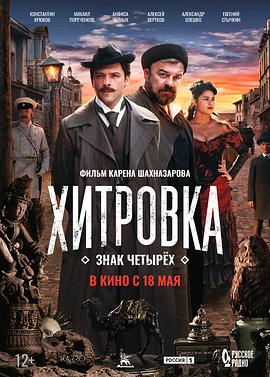 КОНСТАНТИН КРЮКОВ
МИХАИЛ ПОРЕЧЕНКОВ
АНФИСА ЧЕРНЫХ
АЛЕКСЕЙ ВЕРТКОВ
АЛЕКСАНДР ОЛЕШКО
ЕВГЕНИЙ СТЫЧКИН
ФИЛЬМ КАРЕНА ШАХНАЗАРОВА
ХИТРОВКА
ЗНАК ЧЕТЫРЁХ
В КИНО С 18 МАЯ
12+
РОССИЯ 1
РУССКОЕ
РАДИО